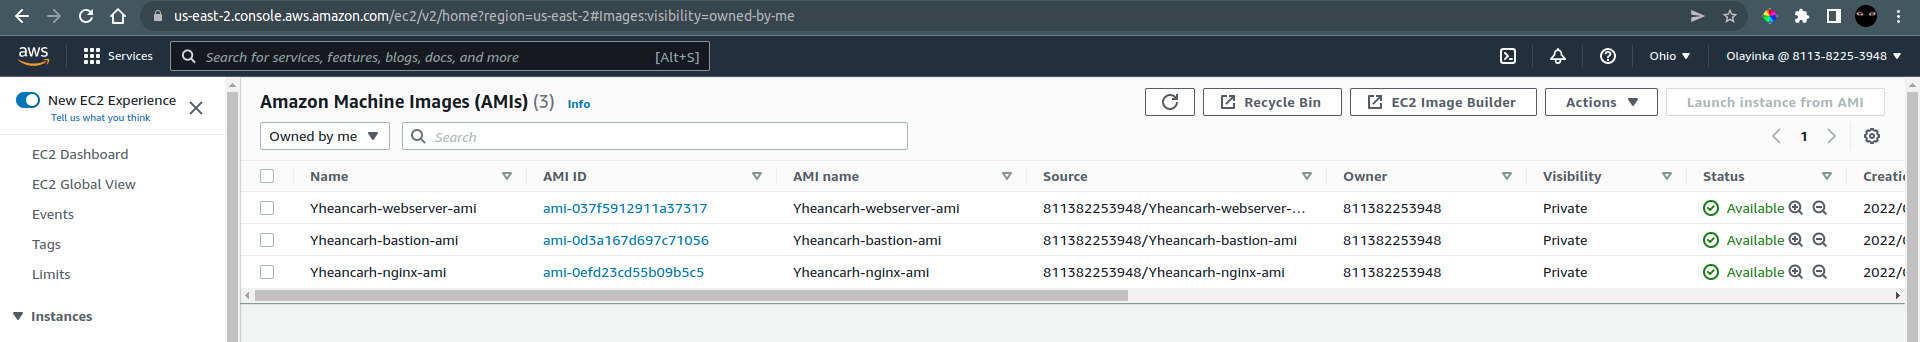 us-east-2.console.aws.amazon.com/ec2/v2/home?region=us-east-2#Images:visibility=owned-by-me
aws Services Search for services, features, blogs, docs, and more [Alt+S] Ohio Olayinka @ 8113-8225-3948
New EC2 Experience
Tell us what you think
EC2 Dashboard
EC2 Global View
Events
Tags
Limits
Instances
Amazon Machine Images (AMIs) (3) Info Recycle Bin EC2 Image Builder Actions Launch instance from AMI
Owned by me Search 1
Name AMI ID AMI name Source Owner Visibility Status Creati
Yheancarh-webserver-ami ami-037f5912911a37317 Yheancarh-webserver-ami 811382253948/Yheancarh-webserver-... 811382253948 Private Available 2022/0
Yheancarh-bastion-ami ami-0d3a167d697c71056 Yheancarh-bastion-ami 811382253948/Yheancarh-bastion-ami 811382253948 Private Available 2022/0
Yheancarh-nginx-ami ami-0efd23cd55b09b5c5 Yheancarh-nginx-ami 811382253948/Yheancarh-nginx-ami 811382253948 Private Available 2022/0